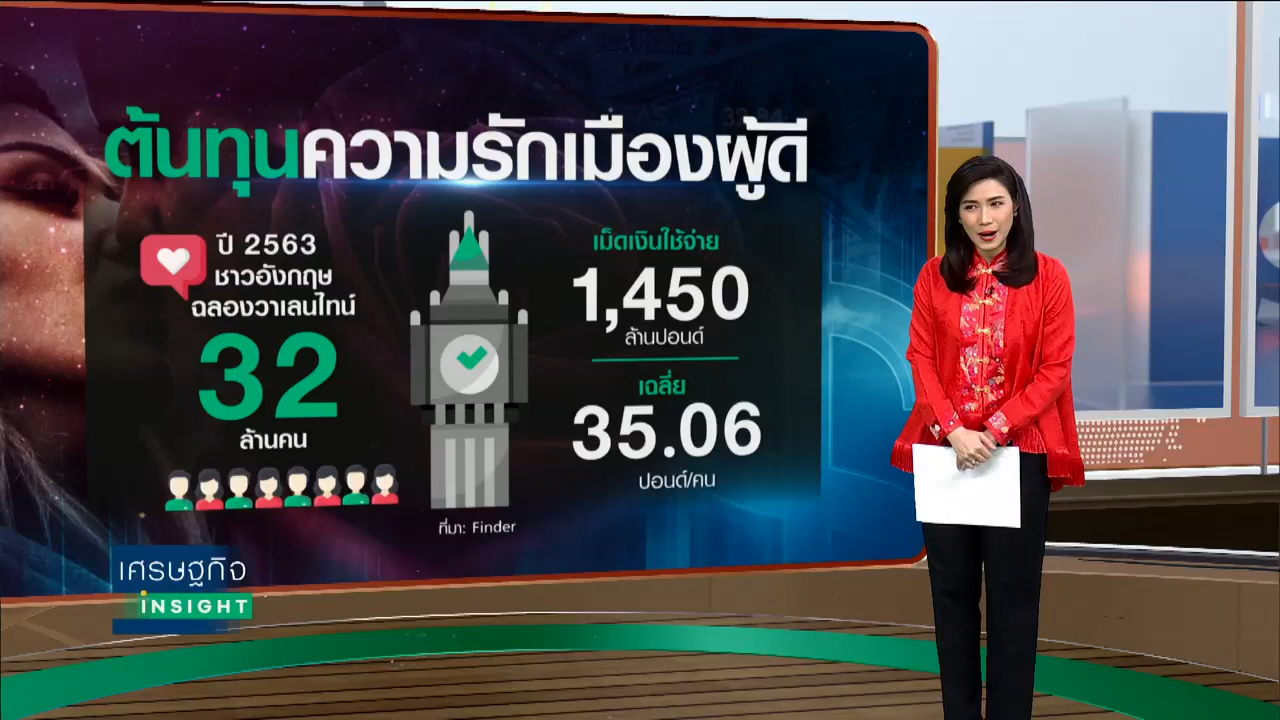 ต้นทุนความรักเมืองผู้ดี
ปี 2563
ชาวอังกฤษ
ฉลองวาเลนไทน์
32
ล้านคน
เม็ดเงินใช้จ่าย
1,450
ล้านปอนด์
เฉลี่ย
35.06
ปอนด์/คน
ที่มา: Finder
เศรษฐกิจ
INSIGHT